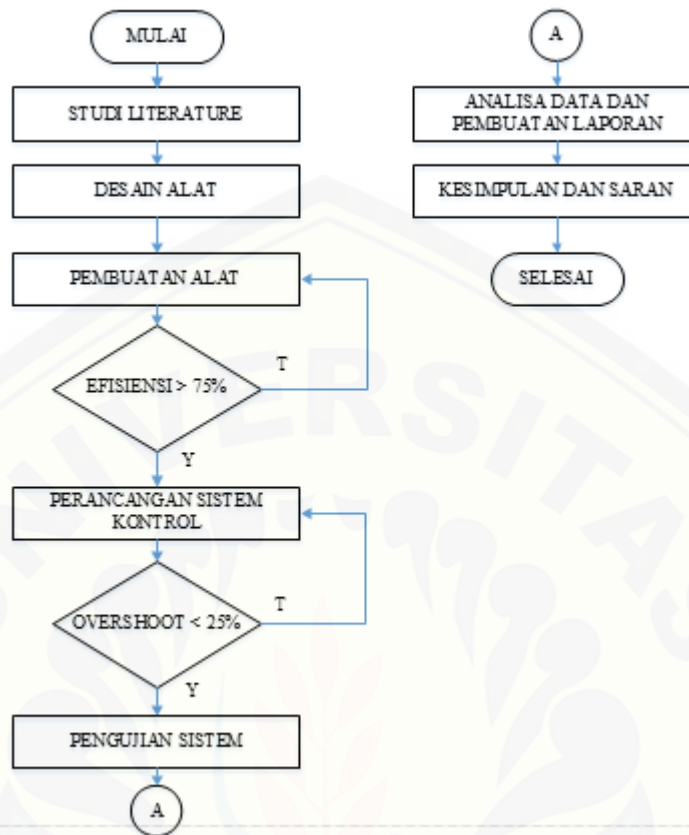 MULAI
STUDI LITERATURE
DESAIN ALAT
PEMBUATAN ALAT
EFISIENSI > 75%
T
Y
PERANCANGAN SISTEM
KONTROL
OVERSHOOT < 25%
T
Y
PENGUJIAN SISTEM
A
A
ANALISA DATA DAN
PEMBUATAN LAPORAN
KESIMPULAN DAN SARAN
SELESAI
UNIVERSITAS